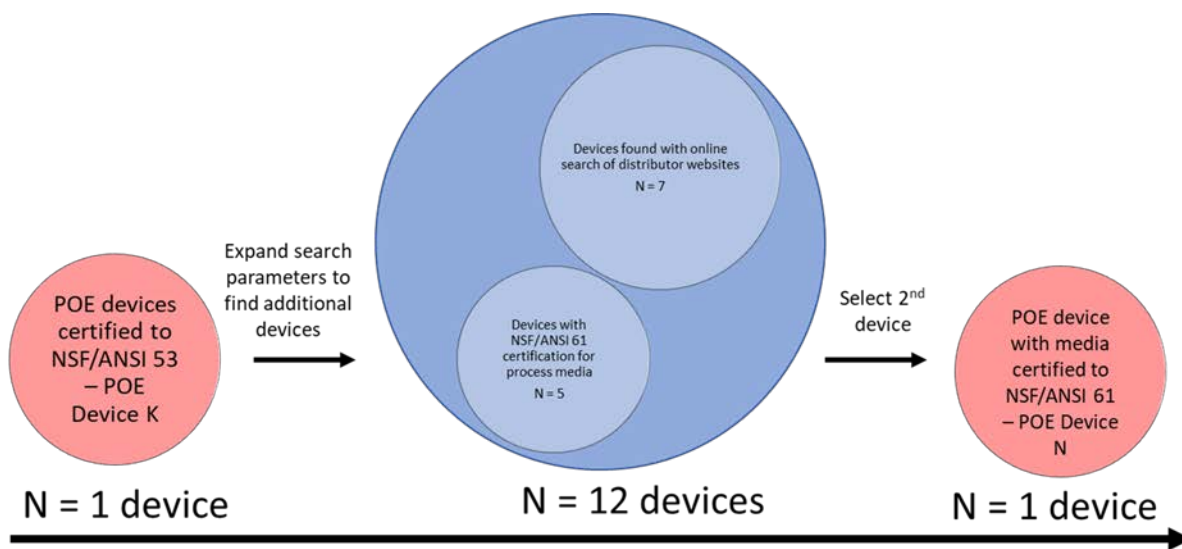 POE devices
certified to
NSF/ANSI 53
– POE
Device K
N = 1 device
Expand search
parameters to
find additional
devices
Devices found with online
search of distributor websites
N = 7
Devices with
NSF/ANSI 61
certification for
process media
N = 5
N = 12 devices
Select 2nd
device
POE device
with media
certified to
NSF/ANSI 61
– POE Device
N
N = 1 device